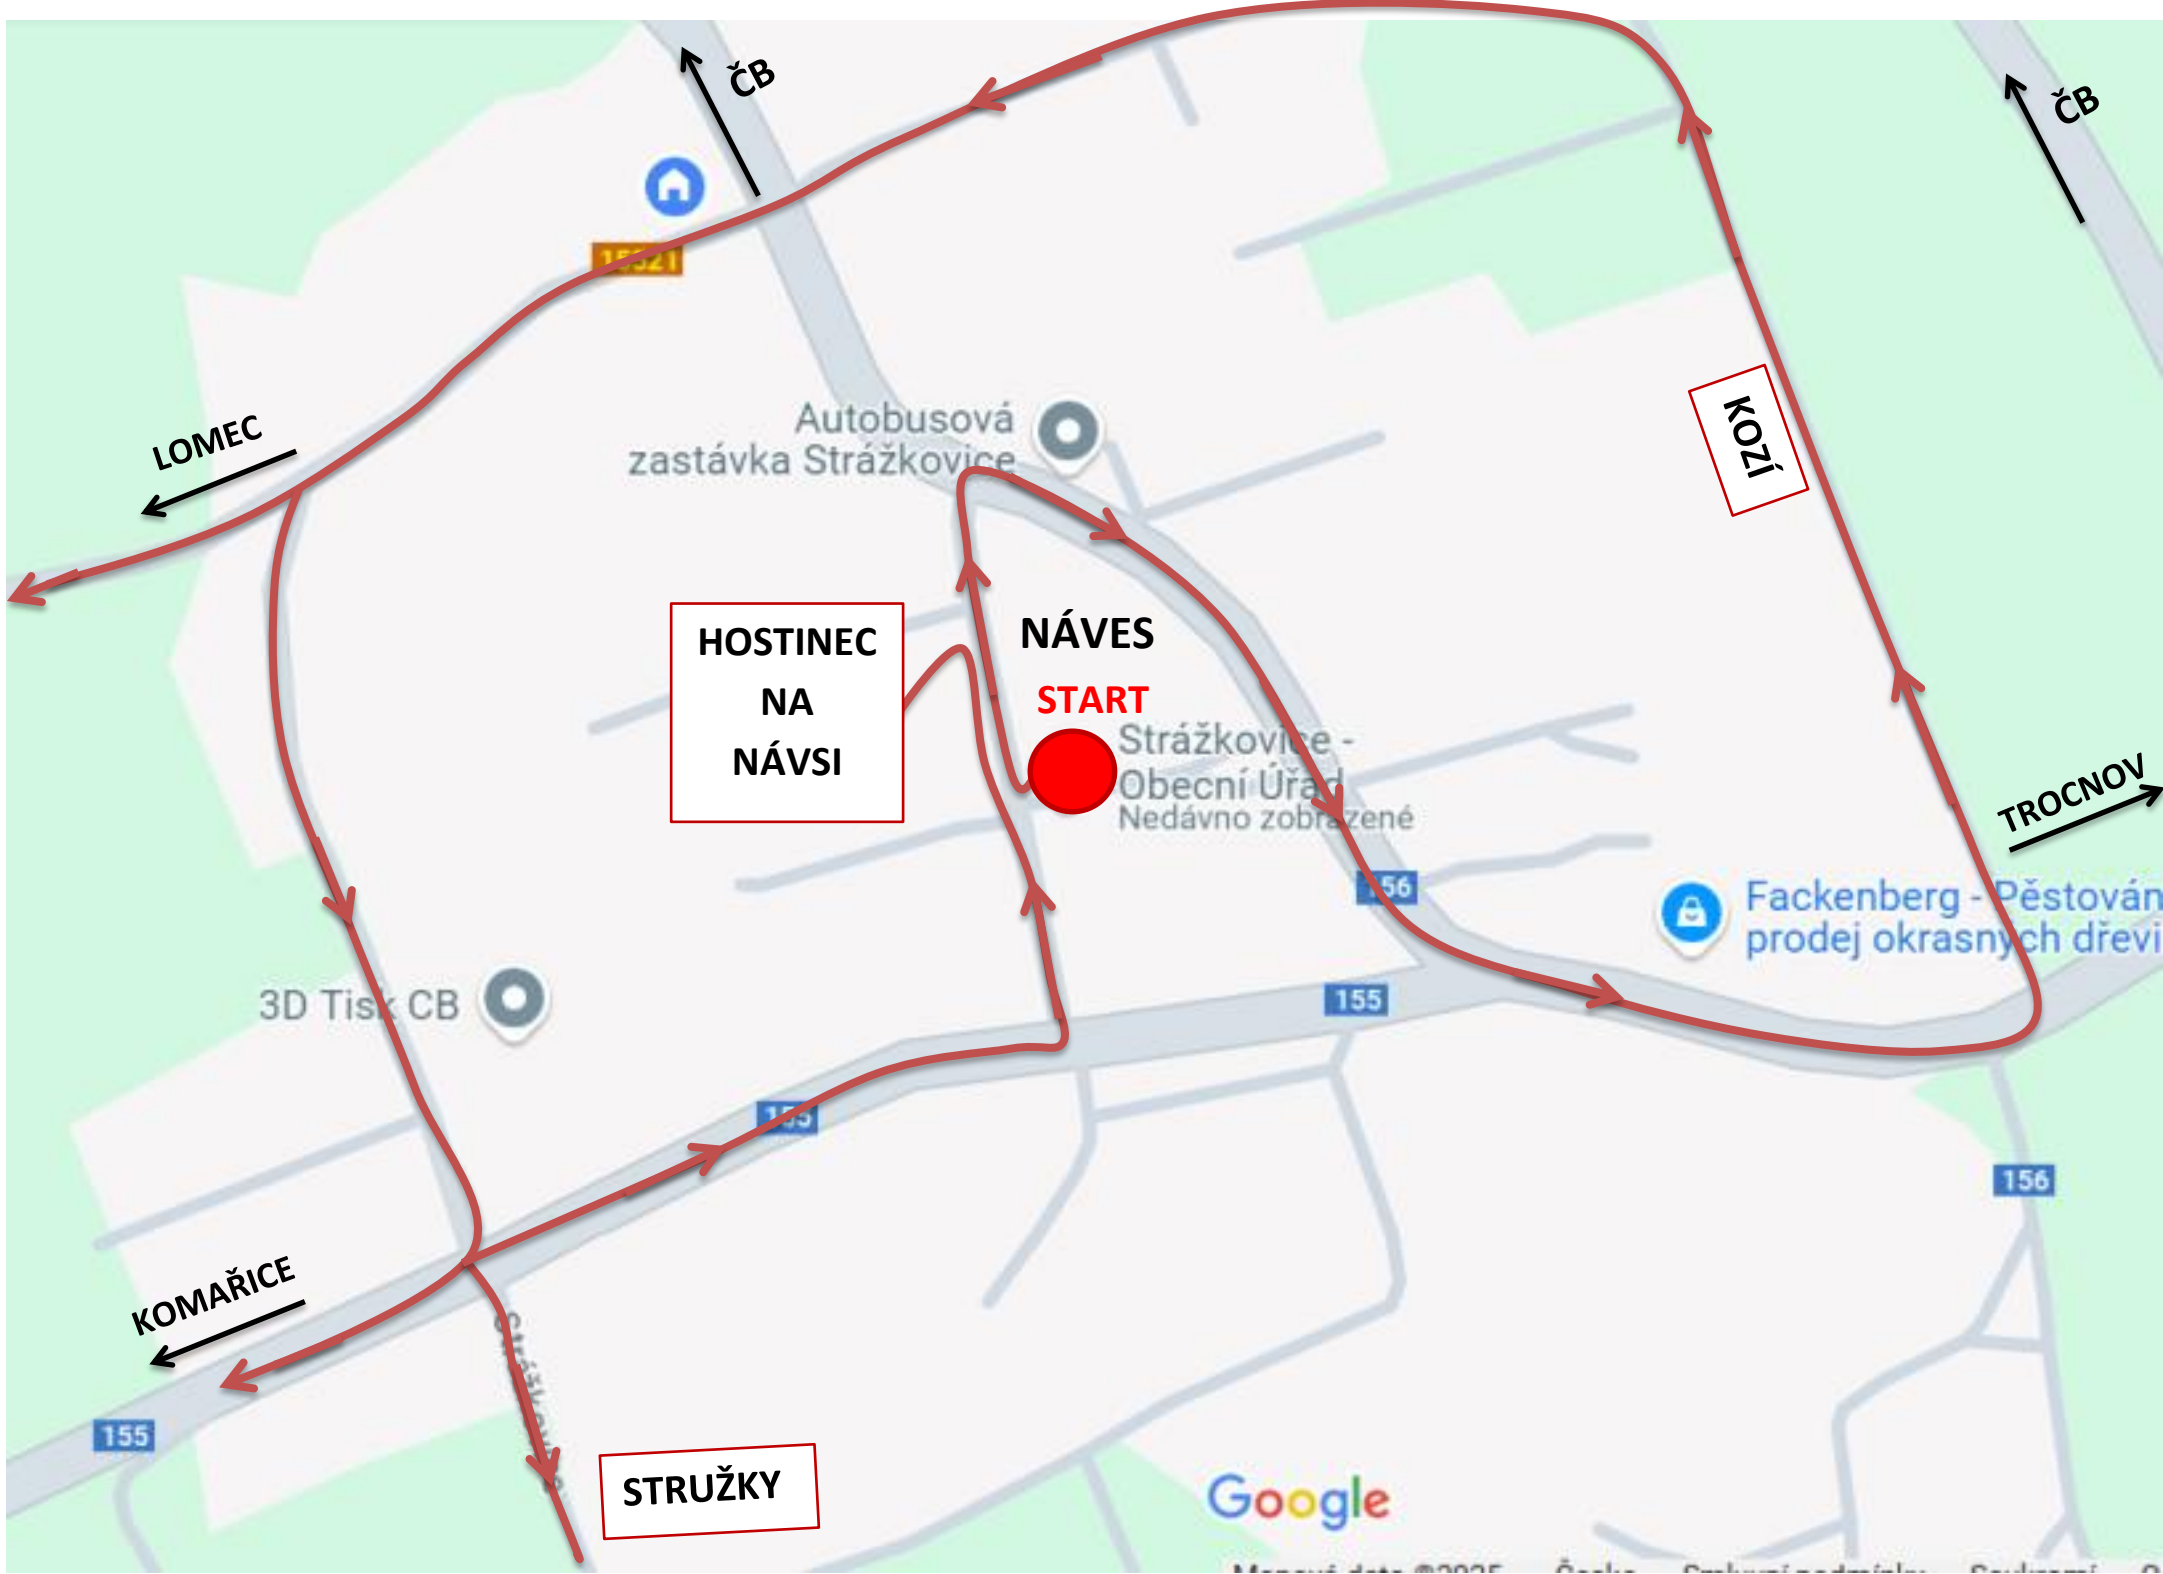 ČB
ČB
15521
LOMEC
Autobusová
zastávka Strážkovice
KOZÍ
HOSTINEC
NA
NÁVSI
NÁVES
START
Strážkovice -
Obecní Úřad
Nedávno zobrazené
TROCNOV
156
Fackenberg - Pěstován
prodej okrasných dřevi
3D Tisk CB
155
155
156
KOMAŘICE
155
STRUŽKY
Google